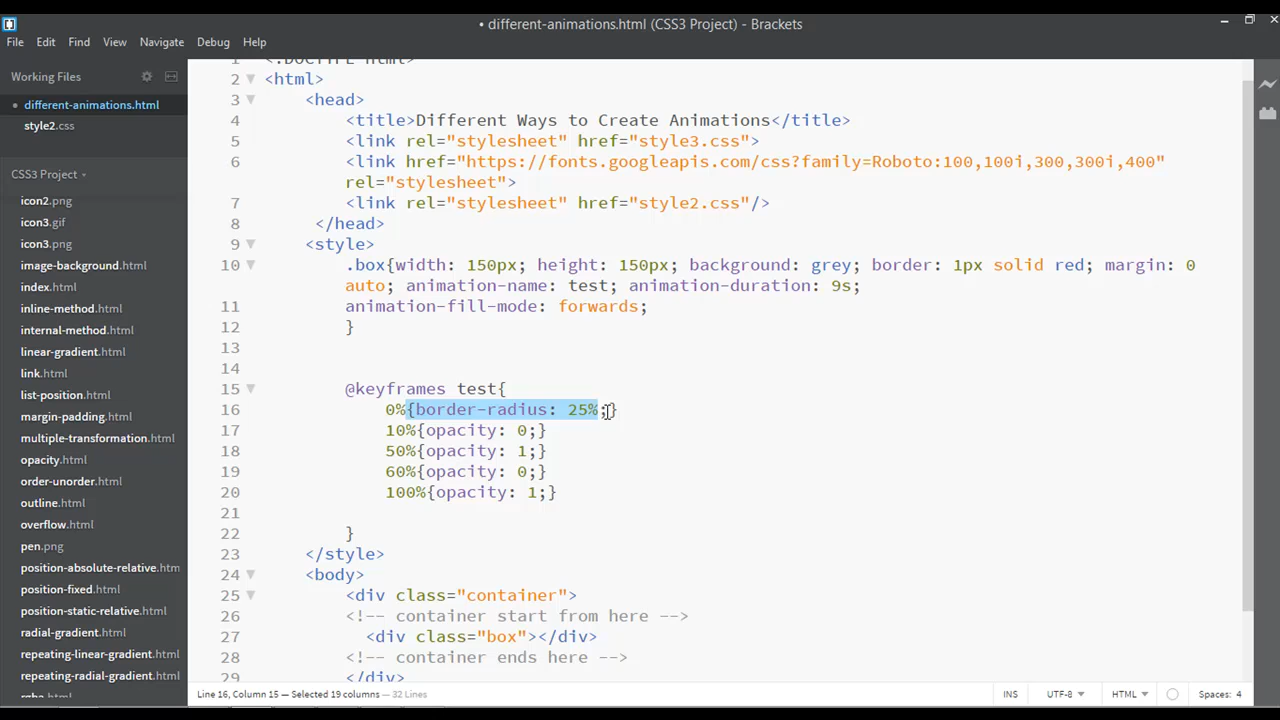 • different-animations.html (CSS3 Project) - Brackets
File Edit Find View Navigate Debug Help
Working Files
different-animations.html
style2.css
CSS3 Project
icon2.png
icon3.gif
icon3.png
image-background.html
index.html
inline-method.html
internal-method.html
linear-gradient.html
link.html
list-position.html
margin-padding.html
multiple-transformation.html
opacity.html
order-unorder.html
outline.html
overflow.html
pen.png
position-absolute-relative.htm
position-fixed.html
position-static-relative.html
radial-gradient.html
repeating-linear-gradient.html
repeating-radial-gradient.html
rgba.html
1 <!DOCTYPE html>
2 <html>
3 <head>
4 <title>Different Ways to Create Animations</title>
5 <link rel="stylesheet" href="style3.css">
6 <link href="https://fonts.googleapis.com/css?family=Roboto:100,100i,300,300i,400"
rel="stylesheet">
7 <link rel="stylesheet" href="style2.css"/>
8 </head>
9 <style>
10 .box{width: 150px; height: 150px; background: grey; border: 1px solid red; margin: 0
auto; animation-name: test; animation-duration: 9s;
11 animation-fill-mode: forwards;
12 }
13
14
15 @keyframes test{
16 0%{border-radius: 25%;}
17 10%{opacity: 0;}
18 50%{opacity: 1;}
19 60%{opacity: 0;}
20 100%{opacity: 1;}
21
22 }
23 </style>
24 <body>
25 <div class="container">
26 <!-- container start from here -->
27 <div class="box"></div>
28 <!-- container ends here -->
29 </div>
Line 16, Column 15 — Selected 19 columns — 32 Lines
INS UTF-8 HTML Spaces: 4